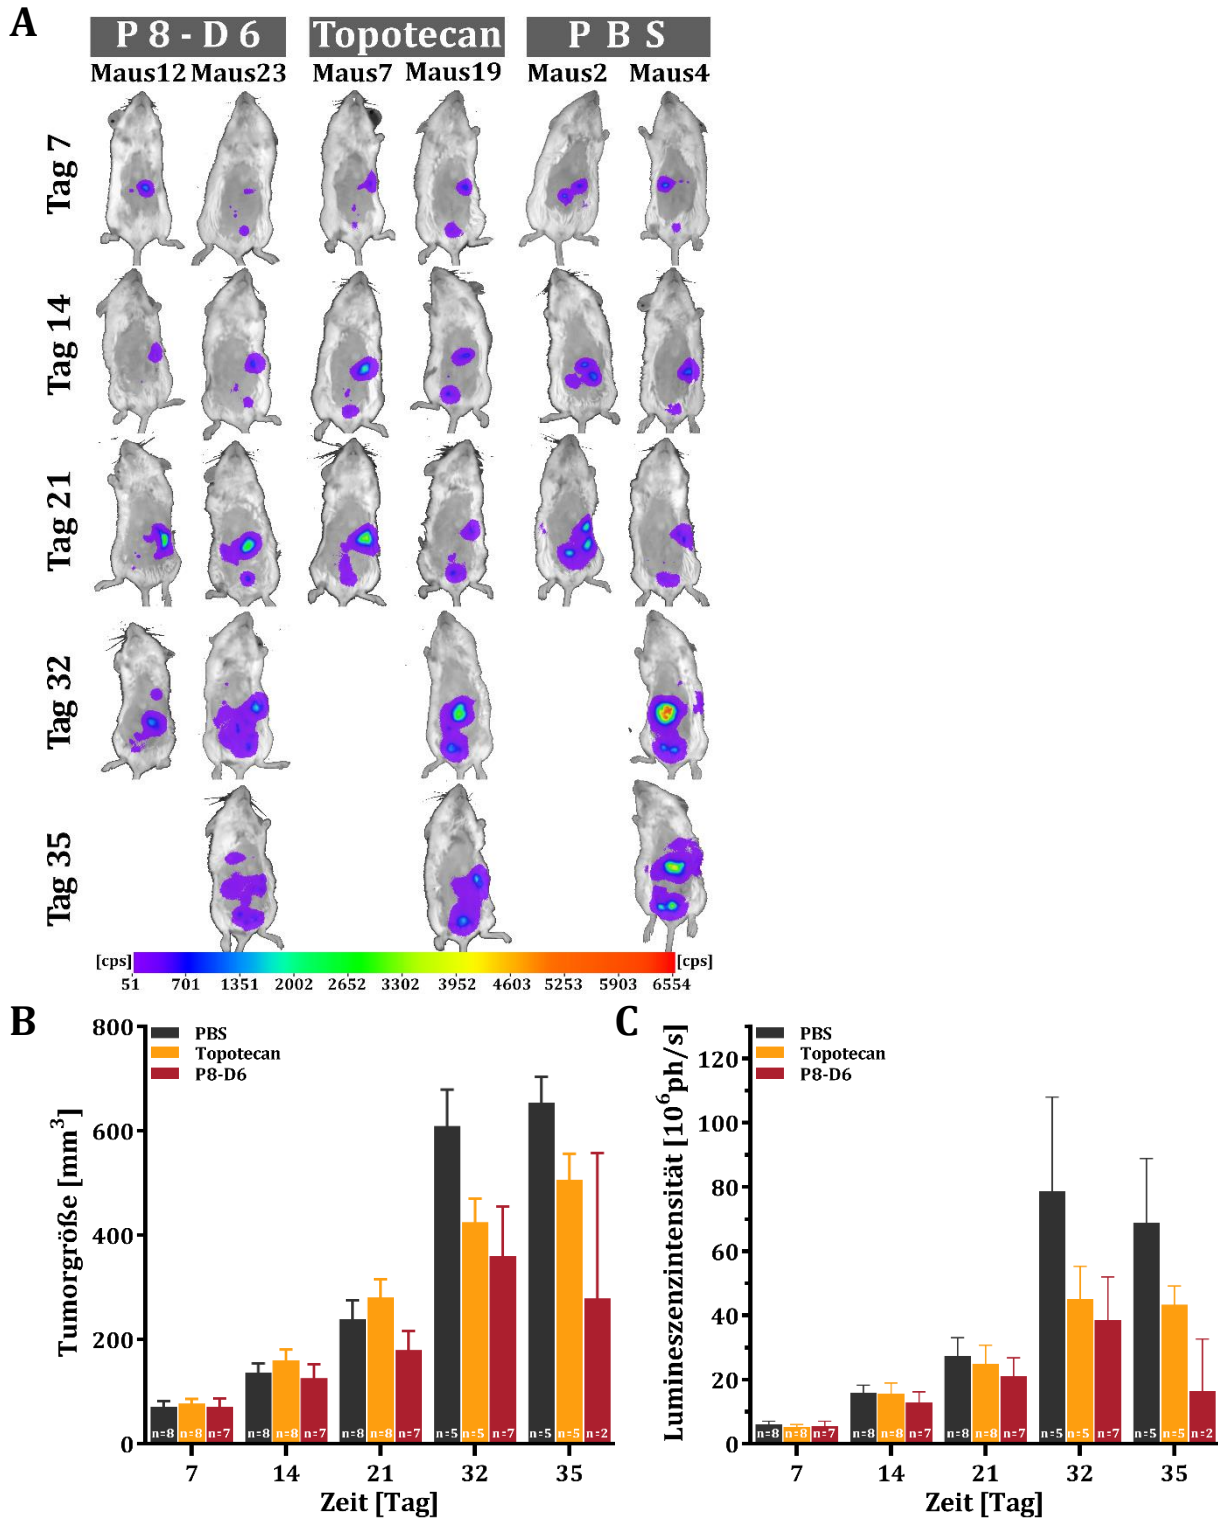 A
P 8 - D 6 Topotecan P B S
Maus12 Maus23 Maus7 Maus19 Maus2 Maus4
Tag 7
Tag 14
Tag 21
Tag 32
Tag 35
[cps] [cps]
51 701 1351 2002 2652 3302 3952 4603 5253 5903 6554
B
PBS
Topotecan
P8-D6
Tumorgröße [mm³]
800
600
400
200
0
n=8 n=8 n=7 n=8 n=8 n=7 n=8 n=8 n=7 n=5 n=5 n=7 n=5 n=5 n=2
7 14 21 32 35
Zeit [Tag]
C
PBS
Topotecan
P8-D6
Lumineszenzintensität [10⁶ph/s]
120
100
80
60
40
20
0
n=8 n=8 n=7 n=8 n=8 n=7 n=8 n=8 n=7 n=5 n=5 n=7 n=5 n=5 n=2
7 14 21 32 35
Zeit [Tag]